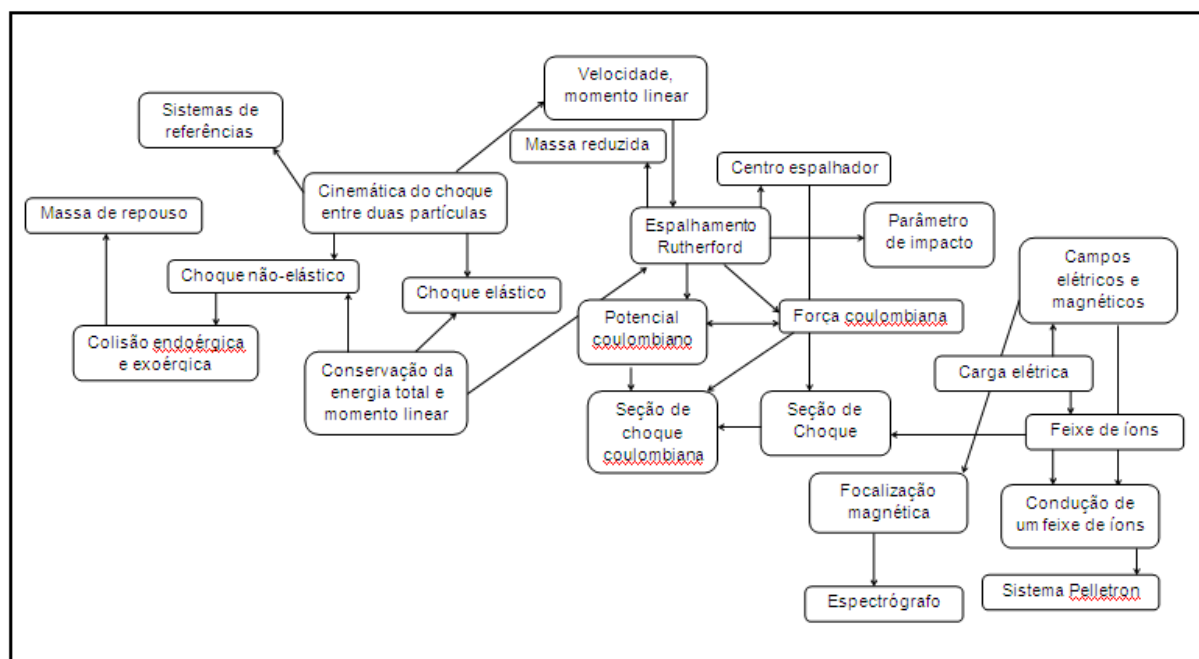 Velocidade,
momento linear
Sistemas de
referências
Massa reduzida
Centro espalhador
Cinemática do choque
entre duas partículas
Massa de repouso
Espalhamento
Rutherford
Parâmetro
de impacto
Campos
elétricos e
magnéticos
Choque não-elástico
Choque elástico
Potencial
coulombiano
Força coulombiana
Colisão endoérgica
e exoérgica
Conservação da
energia total e
momento linear
Carga elétrica
Seção de
choque
coulombiana
Seção de
Choque
Feixe de íons
Focalização
magnética
Condução de
um feixe de íons
Espectrógrafo
Sistema Pelletron